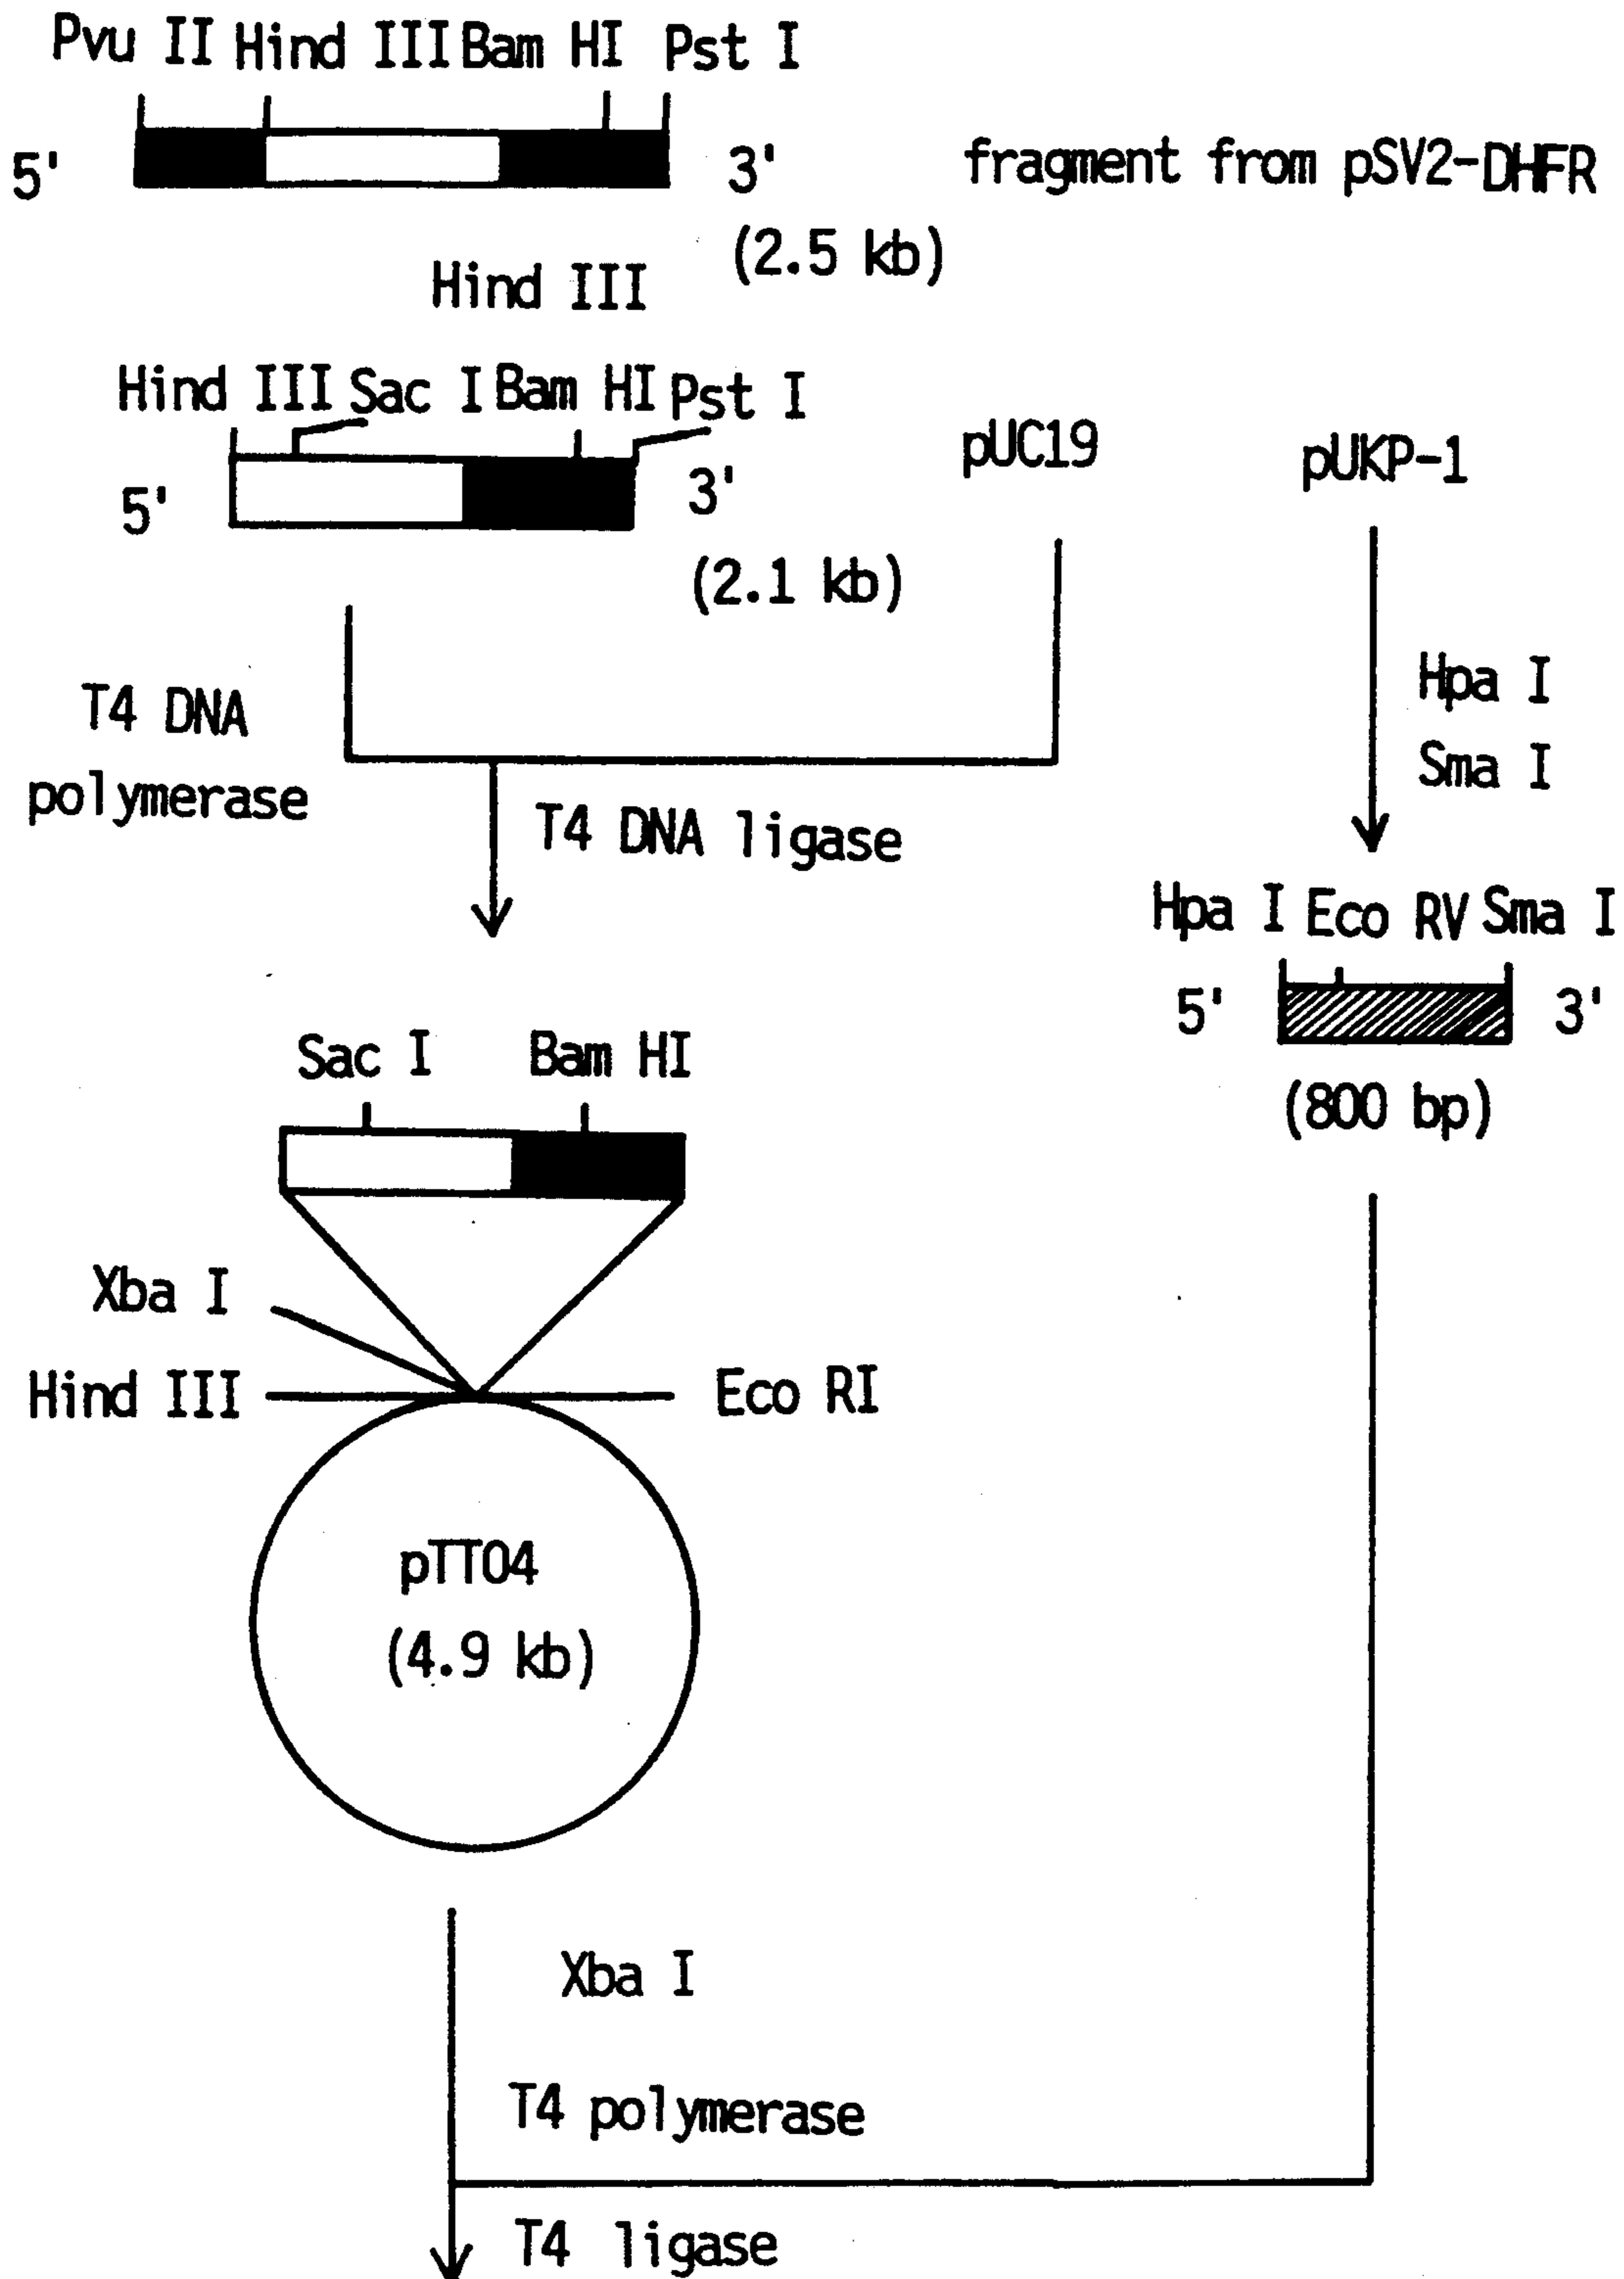 Pvu II Hind III Bam HI Pst I
5' 3' fragment from pSV2-DHFR
(2.5 kb)
Hind III
Hind III Sac I Bam HI Pst I
pUC19 pUKP-1
5' 3'
(2.1 kb)
Hpa I
T4 DNA
polymerase
Sma I
T4 DNA ligase
Hpa I Eco RV Sma I
5' 3'
Sac I Bam HI
(800 bp)
Xba I
Hind III Eco RI
pTT04
(4.9 kb)
Xba I
T4 polymerase
T4 ligase